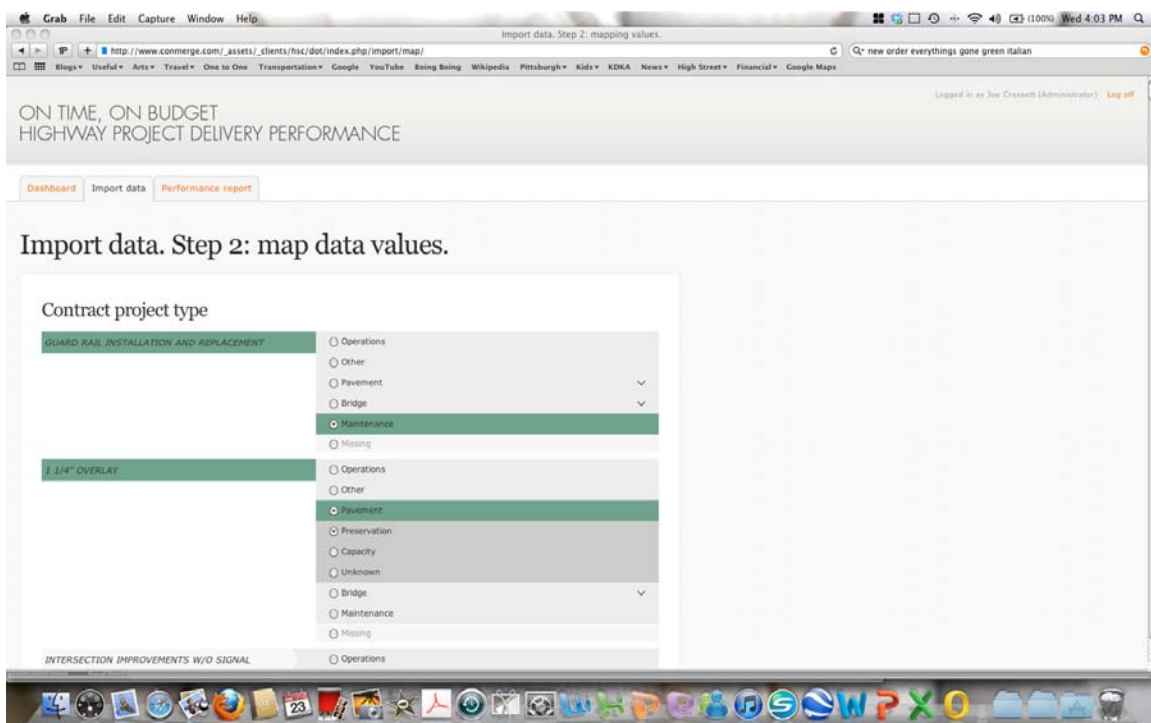 Grab File Edit Capture Window Help (100%) Wed 4:03 PM
Import data. Step 2: mapping values.
http://www.conmerge.com/_assets/_clients/hsc/dot/index.php/import/map/ new order everythings gone green italian
Blogs Useful Arts Travel One to One Transportation Google YouTube Boing Boing Wikipedia Pittsburgh Kids KDKA News High Street Financial Google Maps
Logged in as Joe Crossett (Administrator) Log off
ON TIME, ON BUDGET
HIGHWAY PROJECT DELIVERY PERFORMANCE
Dashboard Import data Performance report
Import data. Step 2: map data values.
Contract project type
GUARD RAIL INSTALLATION AND REPLACEMENT Operations
Other
Pavement
Bridge
Maintenance
Missing
1 1/4" OVERLAY Operations
Other
Pavement
Preservation
Capacity
Unknown
Bridge
Maintenance
Missing
INTERSECTION IMPROVEMENTS W/O SIGNAL Operations
23